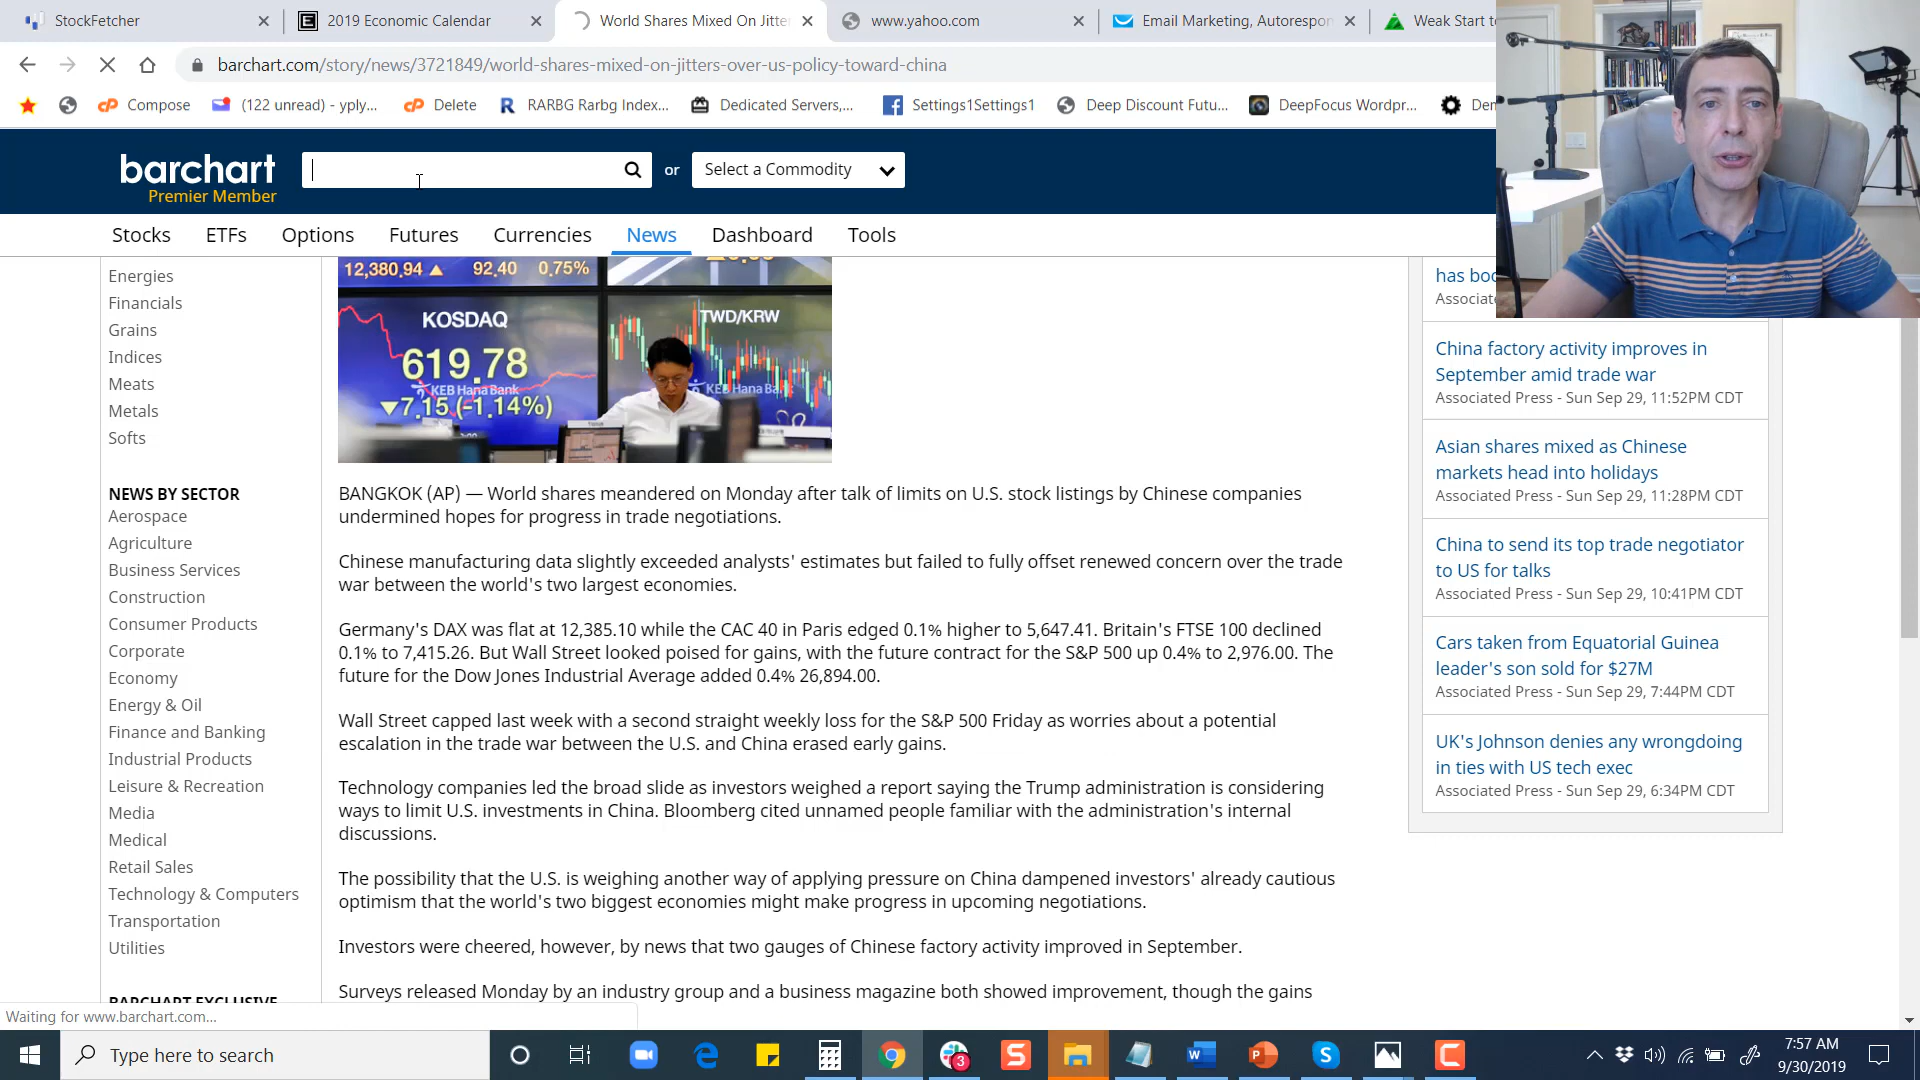 StockFetcher
2019 Economic Calendar
World Shares Mixed On Jitte
www.yahoo.com
Email Marketing, Autorespon
Weak Start to
barchart.com/story/news/3721849/world-shares-mixed-on-jitters-over-us-policy-toward-china
Compose
(122 unread) - yply...
Delete
RARBG Rarbg Index...
Dedicated Servers,...
Settings1Settings1
Deep Discount Futu...
DeepFocus Wordpr...
Den
barchart
Premier Member
or
Select a Commodity
Stocks
ETFs
Options
Futures
Currencies
News
Dashboard
Tools
Energies
Financials
Grains
Indices
Meats
Metals
Softs
NEWS BY SECTOR
Aerospace
Agriculture
Business Services
Construction
Consumer Products
Corporate
Economy
Energy & Oil
Finance and Banking
Industrial Products
Leisure & Recreation
Media
Medical
Retail Sales
Technology & Computers
Transportation
Utilities
BARCHART EXCLUSIVE
12,380.94 ▲ 92.40 0.75%
KOSDAQ
619.78
KEB Hana Bank
▼7.15 (-1.14%)
TWD/KRW
KEB Hana Ba
BANGKOK (AP) — World shares meandered on Monday after talk of limits on U.S. stock listings by Chinese companies
undermined hopes for progress in trade negotiations.
Chinese manufacturing data slightly exceeded analysts' estimates but failed to fully offset renewed concern over the trade
war between the world's two largest economies.
Germany's DAX was flat at 12,385.10 while the CAC 40 in Paris edged 0.1% higher to 5,647.41. Britain's FTSE 100 declined
0.1% to 7,415.26. But Wall Street looked poised for gains, with the future contract for the S&P 500 up 0.4% to 2,976.00. The
future for the Dow Jones Industrial Average added 0.4% 26,894.00.
Wall Street capped last week with a second straight weekly loss for the S&P 500 Friday as worries about a potential
escalation in the trade war between the U.S. and China erased early gains.
Technology companies led the broad slide as investors weighed a report saying the Trump administration is considering
ways to limit U.S. investments in China. Bloomberg cited unnamed people familiar with the administration's internal
discussions.
The possibility that the U.S. is weighing another way of applying pressure on China dampened investors' already cautious
optimism that the world's two biggest economies might make progress in upcoming negotiations.
Investors were cheered, however, by news that two gauges of Chinese factory activity improved in September.
Surveys released Monday by an industry group and a business magazine both showed improvement, though the gains
has boo
Associate
China factory activity improves in
September amid trade war
Associated Press - Sun Sep 29, 11:52PM CDT
Asian shares mixed as Chinese
markets head into holidays
Associated Press - Sun Sep 29, 11:28PM CDT
China to send its top trade negotiator
to US for talks
Associated Press - Sun Sep 29, 10:41PM CDT
Cars taken from Equatorial Guinea
leader's son sold for $27M
Associated Press - Sun Sep 29, 7:44PM CDT
UK's Johnson denies any wrongdoing
in ties with US tech exec
Associated Press - Sun Sep 29, 6:34PM CDT
Waiting for www.barchart.com...
Type here to search
3
7:57 AM
9/30/2019